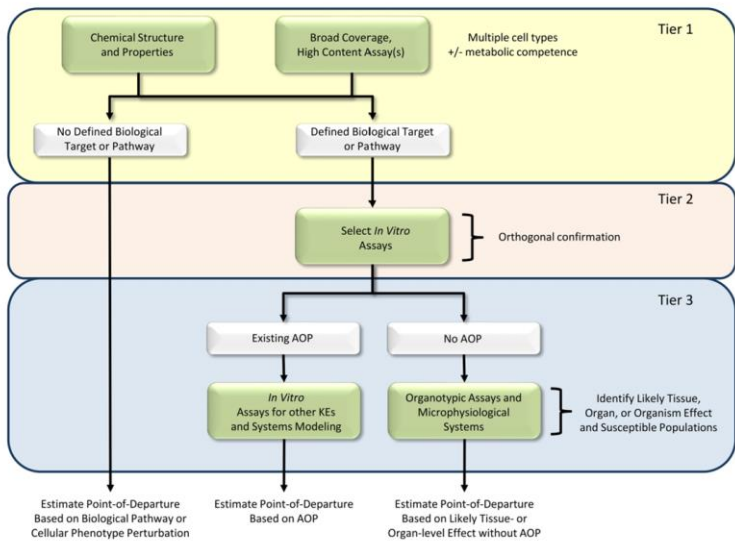 Tier 1
Chemical Structure
and Properties
Broad Coverage,
High Content Assay(s)
Multiple cell types
+/- metabolic competence
No Defined Biological
Target or Pathway
Defined Biological Target
or Pathway
Tier 2
Select In Vitro
Assays
Orthogonal confirmation
Tier 3
Existing AOP
No AOP
In Vitro
Assays for other KEs
and Systems Modeling
Organotypic Assays and
Microphysiological
Systems
Identify Likely Tissue,
Organ, or Organism Effect
and Susceptible Populations
Estimate Point-of-Departure
Based on Biological Pathway or
Cellular Phenotype Perturbation
Estimate Point-of-Departure
Based on AOP
Estimate Point-of-Departure
Based on Likely Tissue- or
Organ-level Effect without AOP